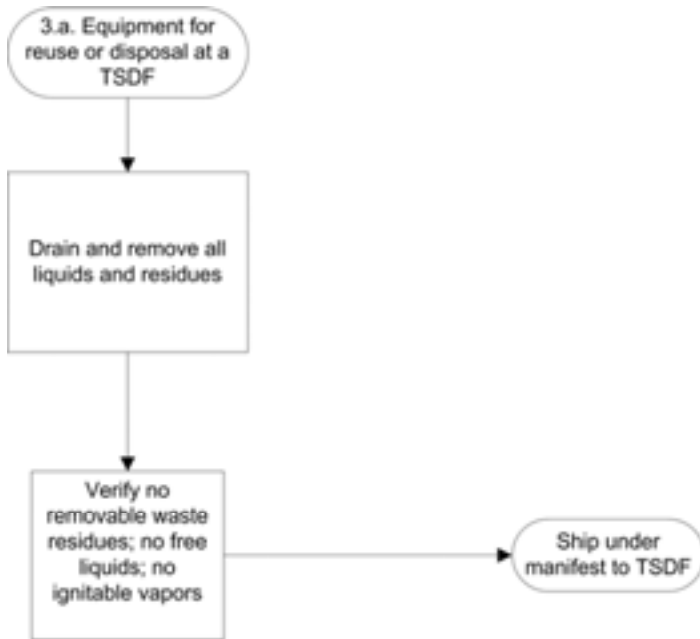 3.a. Equipment for
reuse or disposal at a
TSDF
Drain and remove all
liquids and residues
Verify no
removable waste
residues; no free
liquids; no
ignitable vapors
Ship under
manifest to TSDF